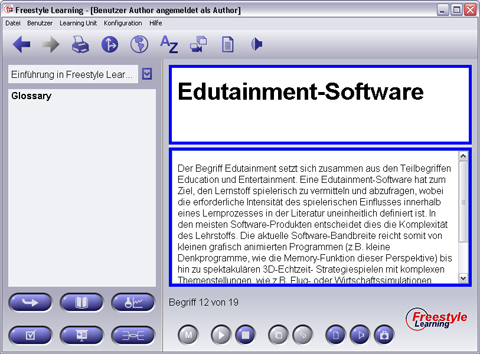 Freestyle Learning - [Benutzer Author angemeldet als Author]
Datei Benutzer Learning Unit Konfiguration Hilfe
Einführung in Freestyle Lear...
Glossary
Edutainment-Software
Der Begriff Edutainment setzt sich zusammen aus den Teilbegriffen
Education und Entertainment. Eine Edutainment-Software hat zum
Ziel, den Lernstoff spielerisch zu vermitteln und abzufragen, wobei
die erforderliche Intensität des spielerischen Einflusses innerhalb
eines Lernprozesses in der Literatur uneinheitlich definiert ist. In
den meisten Software-Produkten entscheidet dies die Komplexität
des Lehrstoffs. Die aktuelle Software-Bandbreite reicht somit von
kleinen grafisch animierten Programmen (z.B. kleine
Denkprogramme, wie die Memory-Funktion dieser Perspektive) bis
hin zu spektakulären 3D-Echtzeit- Strategiespielen mit komplexen
Themenstellungen, wie z.B. Flug- oder Wirtschaftssimulationen
Begriff 12 von 19
M
Freestyle
Learning